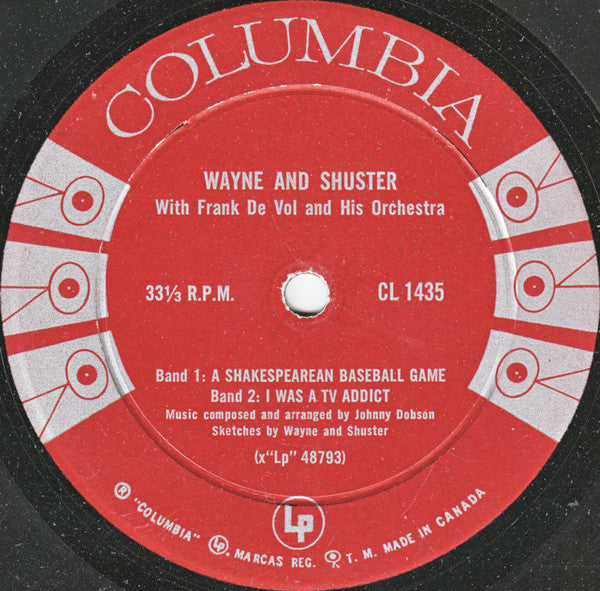 COLUMBIA
WAYNE AND SHUSTER
With Frank De Vol and His Orchestra
33⅓ R.P.M.
CL 1435
Band 1: A SHAKESPEAREAN BASEBALL GAME
Band 2: I WAS A TV ADDICT
Music composed and arranged by Johnny Dobson
Sketches by Wayne and Shuster
(x“Lp” 48793)
Lp
® “COLUMBIA” Lp, MARCAS REG. T. M. MADE IN CANADA